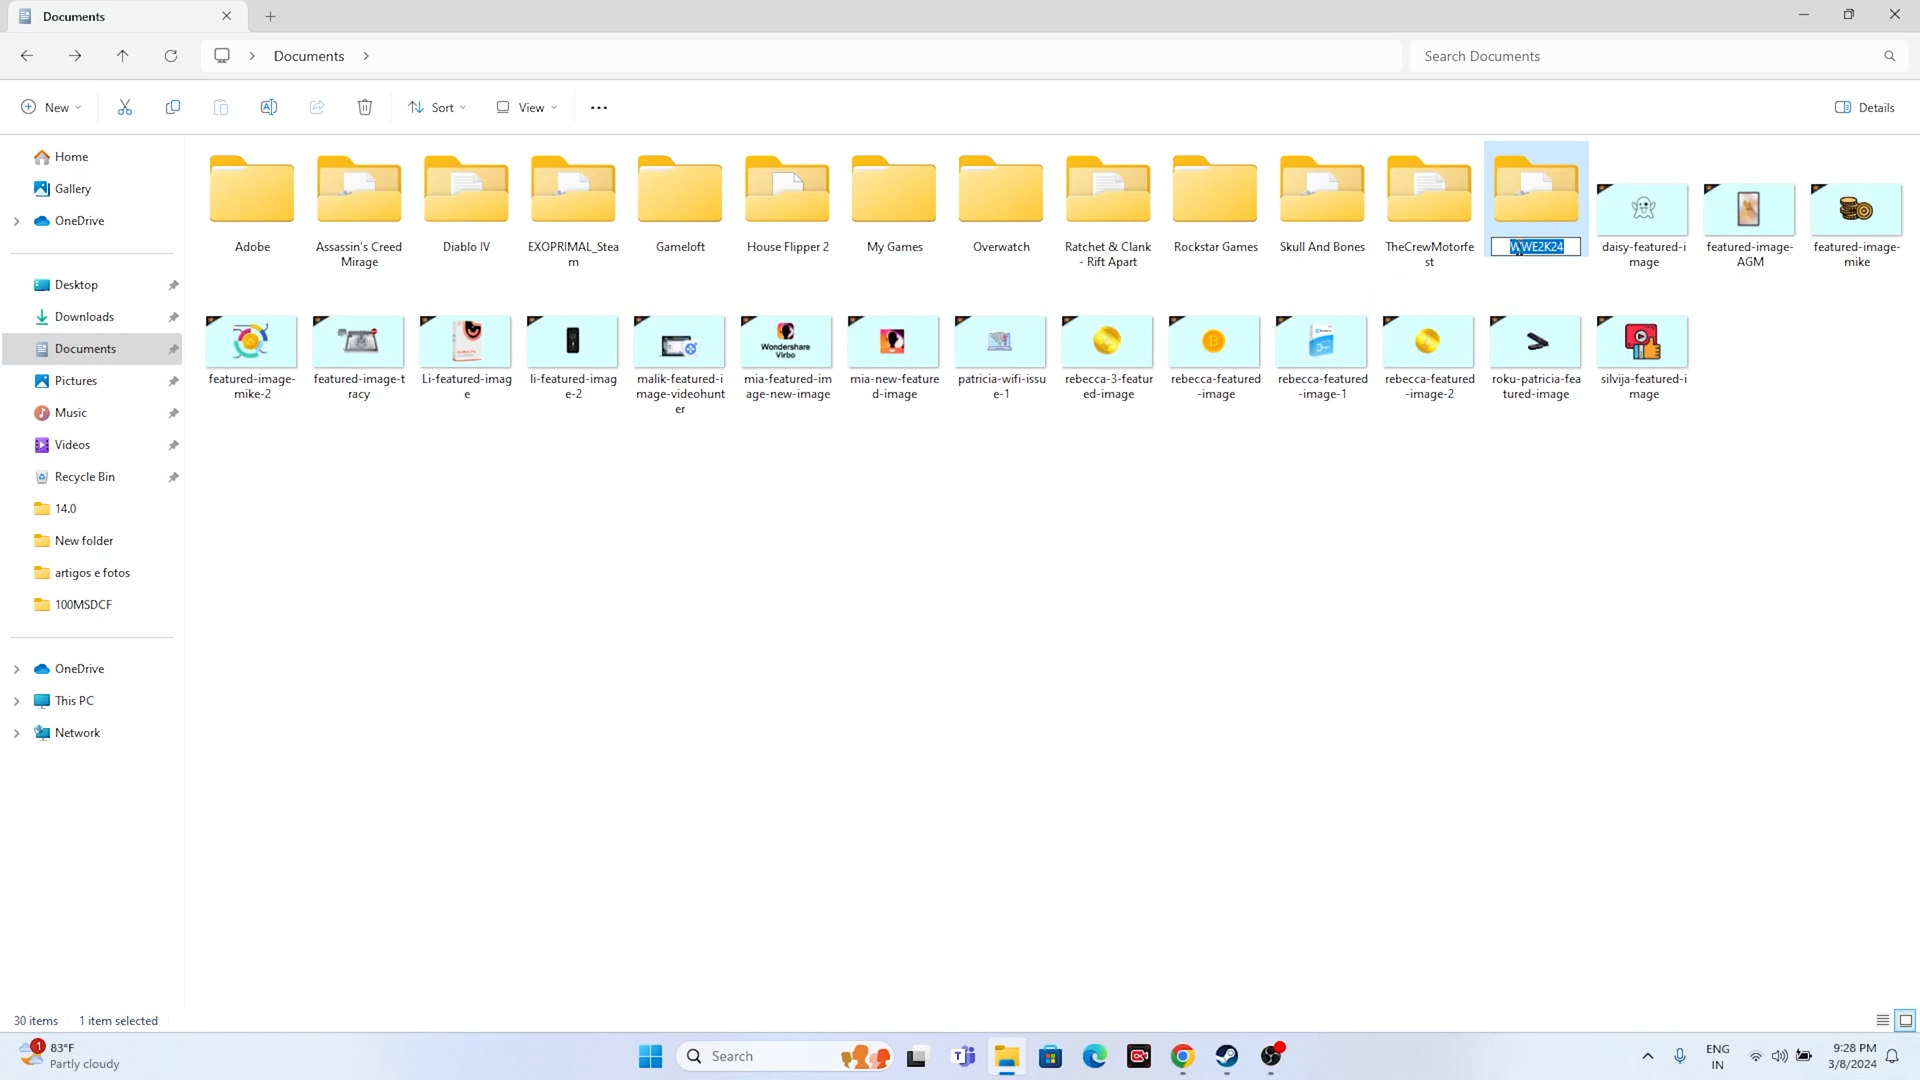 Documents
Documents
Search Documents
New
Sort
View
Details
Home
Gallery
OneDrive
Desktop
Downloads
Documents
Pictures
Music
Videos
Recycle Bin
14.0
New folder
artigos e fotos
100MSDCF
OneDrive
This PC
Network
Adobe
Assassin's Creed
Mirage
Diablo IV
EXOPRIMAL_Stea
m
Gameloft
House Flipper 2
My Games
Overwatch
Ratchet & Clank
- Rift Apart
Rockstar Games
Skull And Bones
TheCrewMotorfe
st
WWE2K24
daisy-featured-i
mage
featured-image-
AGM
featured-image-
mike
featured-image-
mike-2
featured-image-t
racy
Li-featured-imag
e
li-featured-imag
e-2
malik-featured-i
mage-videohunt
er
Wondershare
Virbo
mia-featured-im
age-new-image
mia-new-feature
d-image
patricia-wifi-issu
e-1
rebecca-3-featur
ed-image
rebecca-featured
-image
rebecca-featured
-image-1
rebecca-featured
-image-2
roku-patricia-fea
tured-image
silvija-featured-i
mage
30 items
1 item selected
1
83°F
Partly cloudy
Search
ENG
IN
9:28 PM
3/8/2024